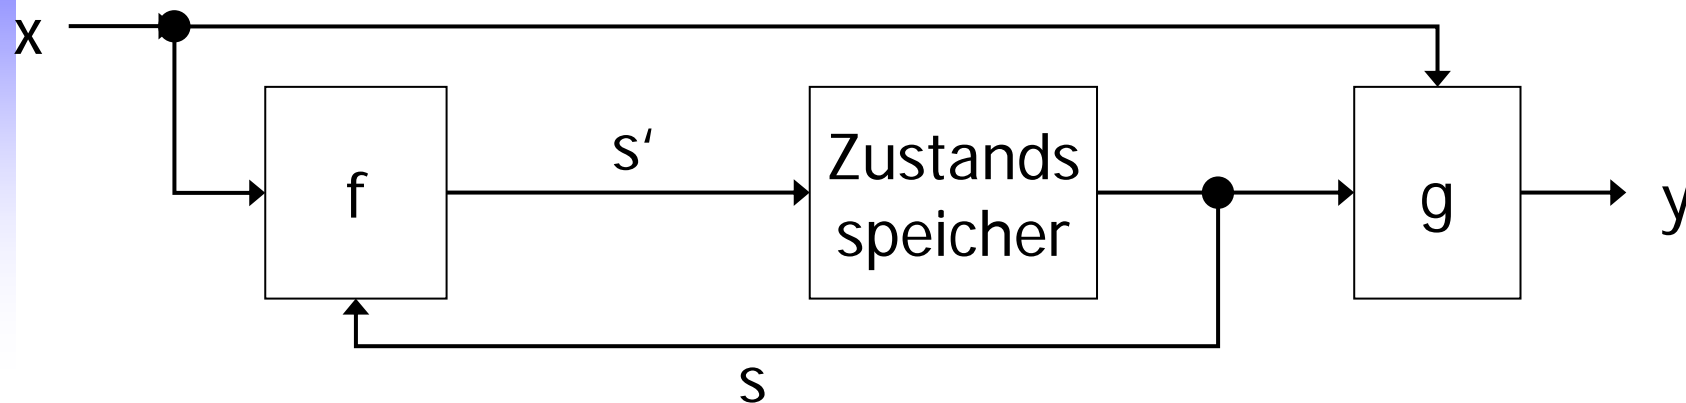 x
f
s‘
Zustands
speicher
g
y
s